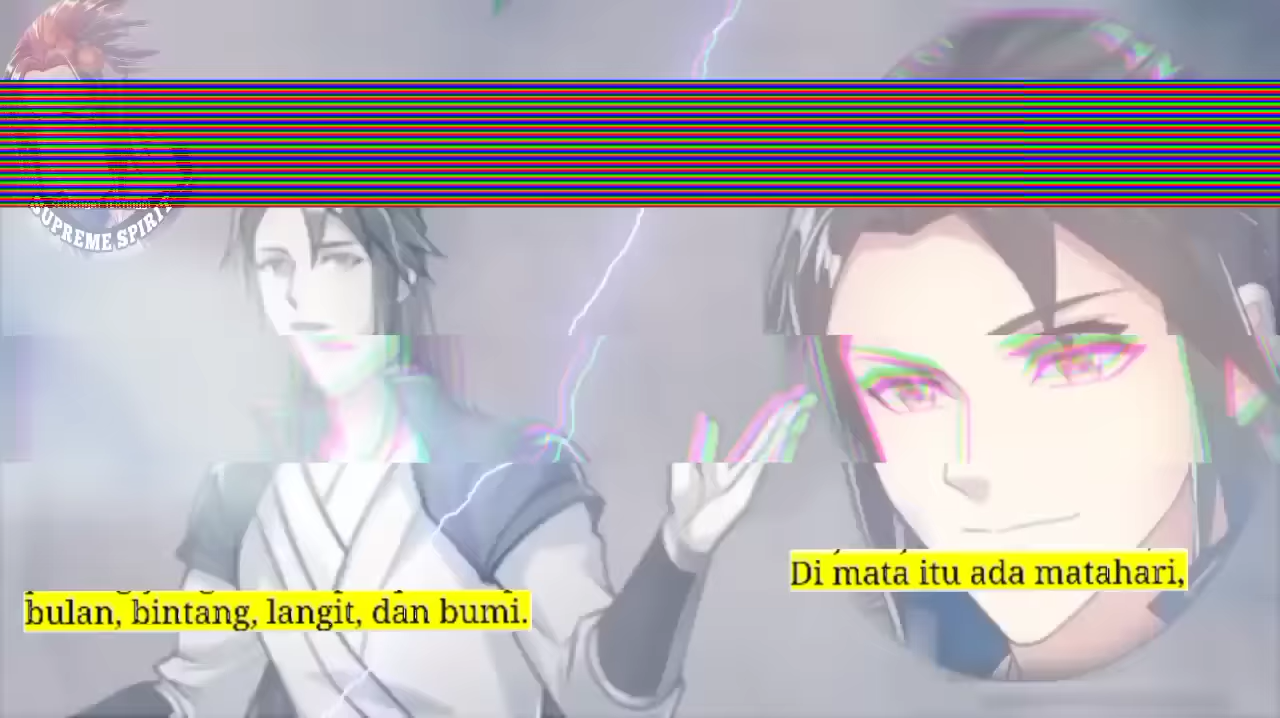 SUPREME SPIRIT
Di mata itu ada matahari,
bulan, bintang, langit, dan bumi.